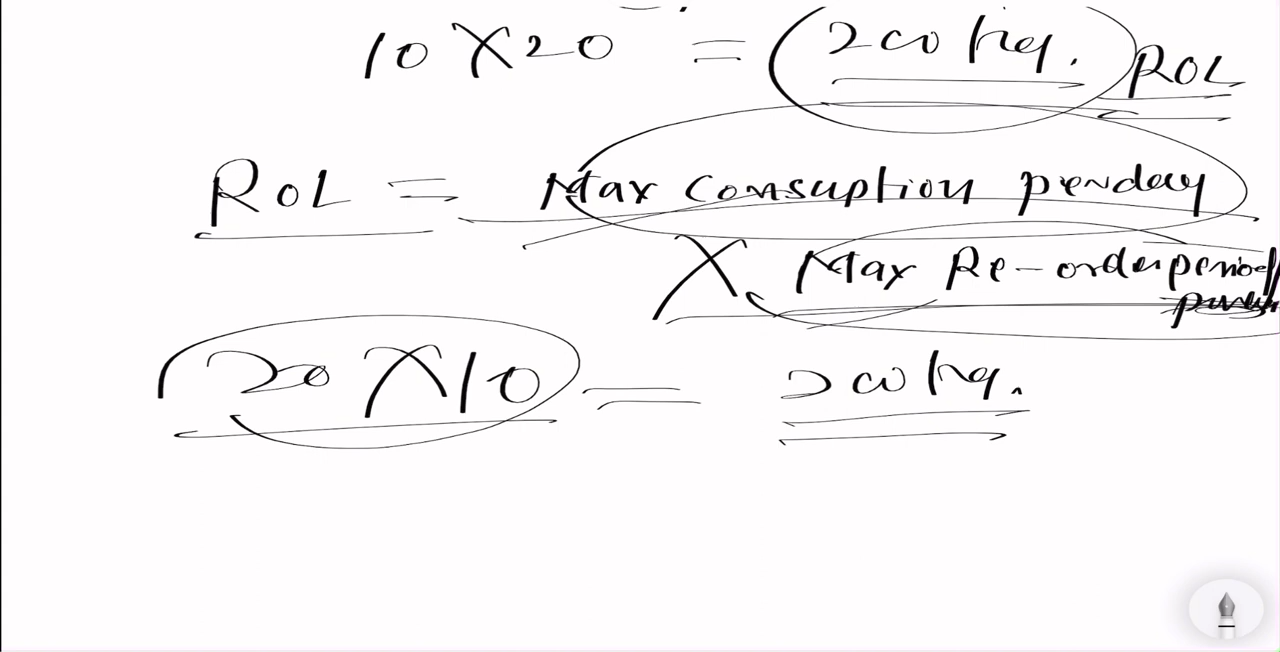 10 X 20 = 200 kg. ROL
ROL = Max Consuption perday
X Max Re-order period
20 X 10 = 200 kg.